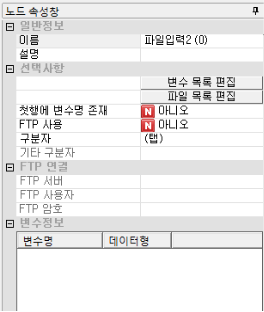 노드 속성창
일반정보
이름 파일입력2 (0)
설명
선택사항
변수 목록 편집
파일 목록 편집
첫행에 변수명 존재 N 아니오
FTP 사용 N 아니오
구분자 (탭)
기타 구분자
FTP 연결
FTP 서버
FTP 사용자
FTP 암호
변수정보
변수명 데이터형